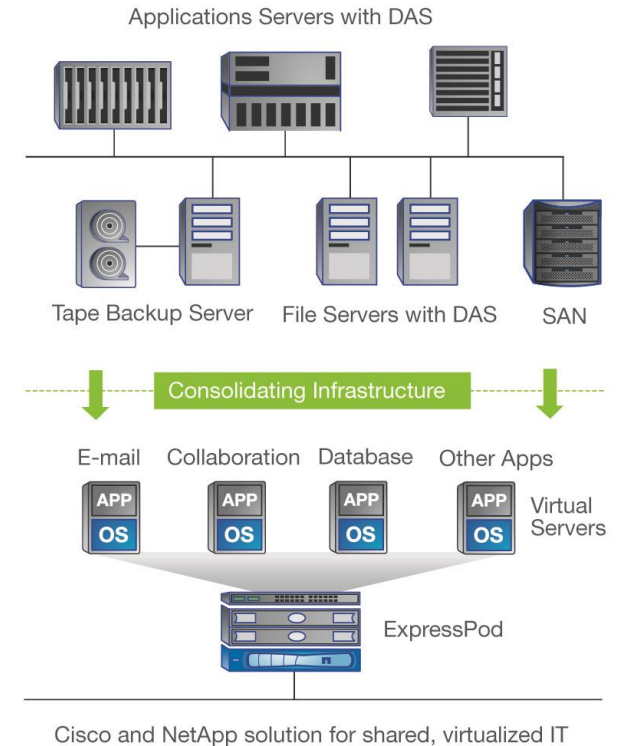 Applications Servers with DAS
Tape Backup Server
File Servers with DAS
SAN
Consolidating Infrastructure
E-mail
Collaboration
Database
Other Apps
APP
OS
APP
OS
APP
OS
APP
OS
Virtual
Servers
ExpressPod
Cisco and NetApp solution for shared, virtualized IT